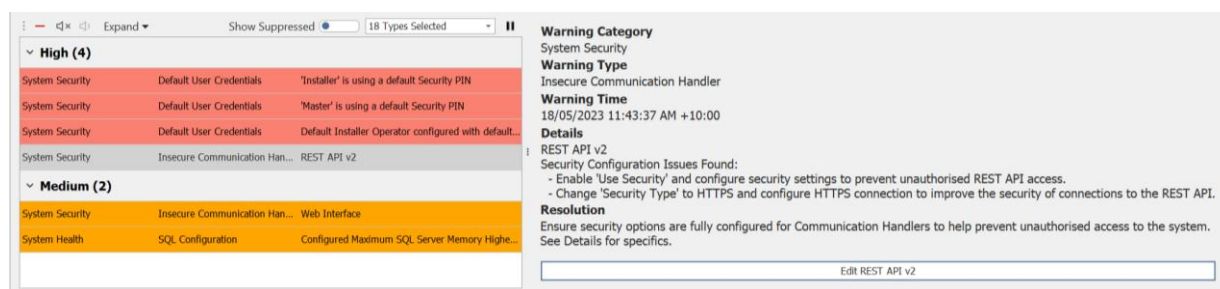 Expand
Show Suppressed
18 Types Selected
High (4)
System Security Default User Credentials 'Installer' is using a default Security PIN
System Security Default User Credentials 'Master' is using a default Security PIN
System Security Default User Credentials Default Installer Operator configured with default...
System Security Insecure Communication Han... REST API v2
Medium (2)
System Security Insecure Communication Han... Web Interface
System Health SQL Configuration Configured Maximum SQL Server Memory Highe...
Warning Category
System Security
Warning Type
Insecure Communication Handler
Warning Time
18/05/2023 11:43:37 AM +10:00
Details
REST API v2
Security Configuration Issues Found:
- Enable 'Use Security' and configure security settings to prevent unauthorised REST API access.
- Change 'Security Type' to HTTPS and configure HTTPS connection to improve the security of connections to the REST API.
Resolution
Ensure security options are fully configured for Communication Handlers to help prevent unauthorised access to the system.
See Details for specifics.
Edit REST API v2